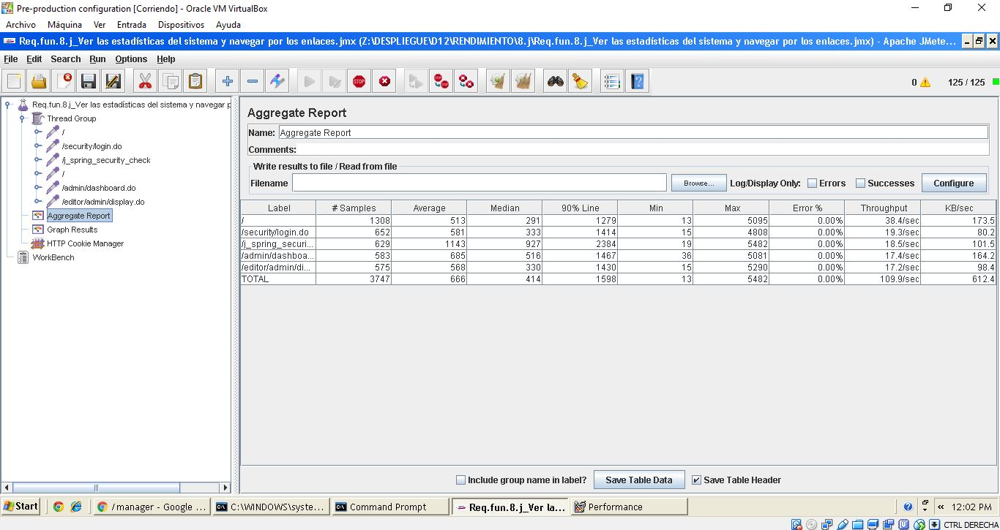 Pre-production configuration [Corriendo] - Oracle VM VirtualBox
Archivo Máquina Ver Entrada Dispositivos Ayuda
Req.fun.8.j_Ver las estadísticas del sistema y navegar por los enlaces.jmx (Z:\DESPLIEGUE\D12\RENDIMIENTO\8.j\Req.fun.8.j_Ver las estadísticas del sistema y navegar por los enlaces.jmx) - Apache JMete...
File Edit Search Run Options Help
STOP 0 125 / 125
Req.fun.8.j_Ver las estadísticas del sistema y navegar p
Thread Group
/
/security/login.do
/j_spring_security_check
/
/admin/dashboard.do
/editor/admin/display.do
Aggregate Report
Graph Results
HTTP Cookie Manager
WorkBench
Aggregate Report
Name: Aggregate Report
Comments:
Write results to file / Read from file
Filename Browse... Log/Display Only: Errors Successes Configure
Label # Samples Average Median 90% Line Min Max Error % Throughput KB/sec
/ 1308 513 291 1279 13 5095 0.00% 38.4/sec 173.5
/security/login.do 652 581 333 1414 15 4808 0.00% 19.3/sec 80.2
/j_spring_securi... 629 1143 927 2384 19 5482 0.00% 18.5/sec 101.5
/admin/dashboa... 583 685 516 1467 36 5081 0.00% 17.4/sec 164.2
/editor/admin/di... 575 568 330 1430 15 5290 0.00% 17.2/sec 98.4
TOTAL 3747 666 414 1598 13 5482 0.00% 109.9/sec 612.4
Include group name in label? Save Table Data Save Table Header
Start /manager - Google ... C:\WINDOWS\syste... Command Prompt Req.fun.8.j_Ver la... Performance « 12:02 PM
CTRL DERECHA